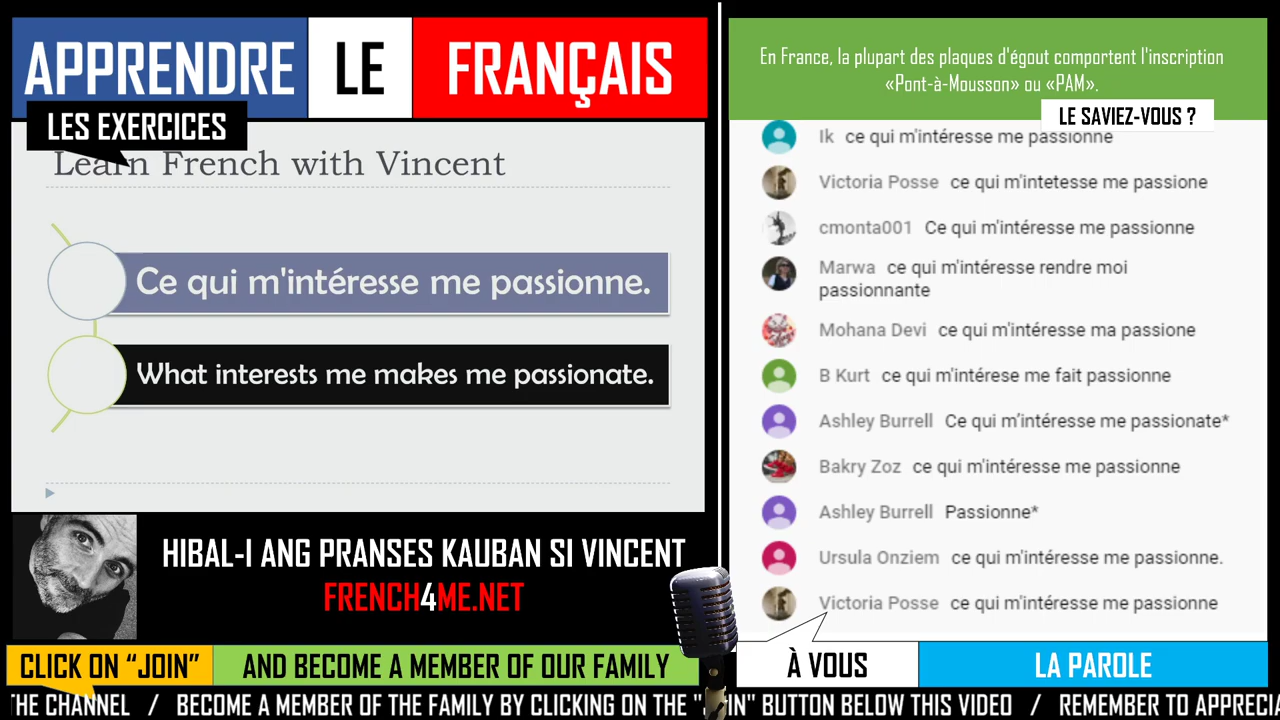 APPRENDRE LE FRANÇAIS
LES EXERCICES
Learn French with Vincent
Ce qui m'intéresse me passionne.
What interests me makes me passionate.
HIBAL-I ANG PRANSES KAUBAN SI VINCENT
FRENCH4ME.NET
CLICK ON “JOIN” AND BECOME A MEMBER OF OUR FAMILY
En France, la plupart des plaques d'égout comportent l'inscription
«Pont-à-Mousson» ou «PAM».
LE SAVIEZ-VOUS ?
Ik ce qui m'intéresse me passionne
Victoria Posse ce qui m'intetesse me passione
cmonta001 Ce qui m'intéresse me passionne
Marwa ce qui m'intéresse rendre moi
passionnante
Mohana Devi ce qui m'intéresse ma passione
B Kurt ce qui m'intérese me fait passionne
Ashley Burrell Ce qui m’intéresse me passionate*
Bakry Zoz ce qui m'intéresse me passionne
Ashley Burrell Passionne*
Ursula Onziem ce qui m'intéresse me passionne.
Victoria Posse ce qui m'intéresse me passionne
À VOUS LA PAROLE
THE CHANNEL / BECOME A MEMBER OF THE FAMILY BY CLICKING ON THE "JOIN" BUTTON BELOW THIS VIDEO / REMEMBER TO APPRECIA